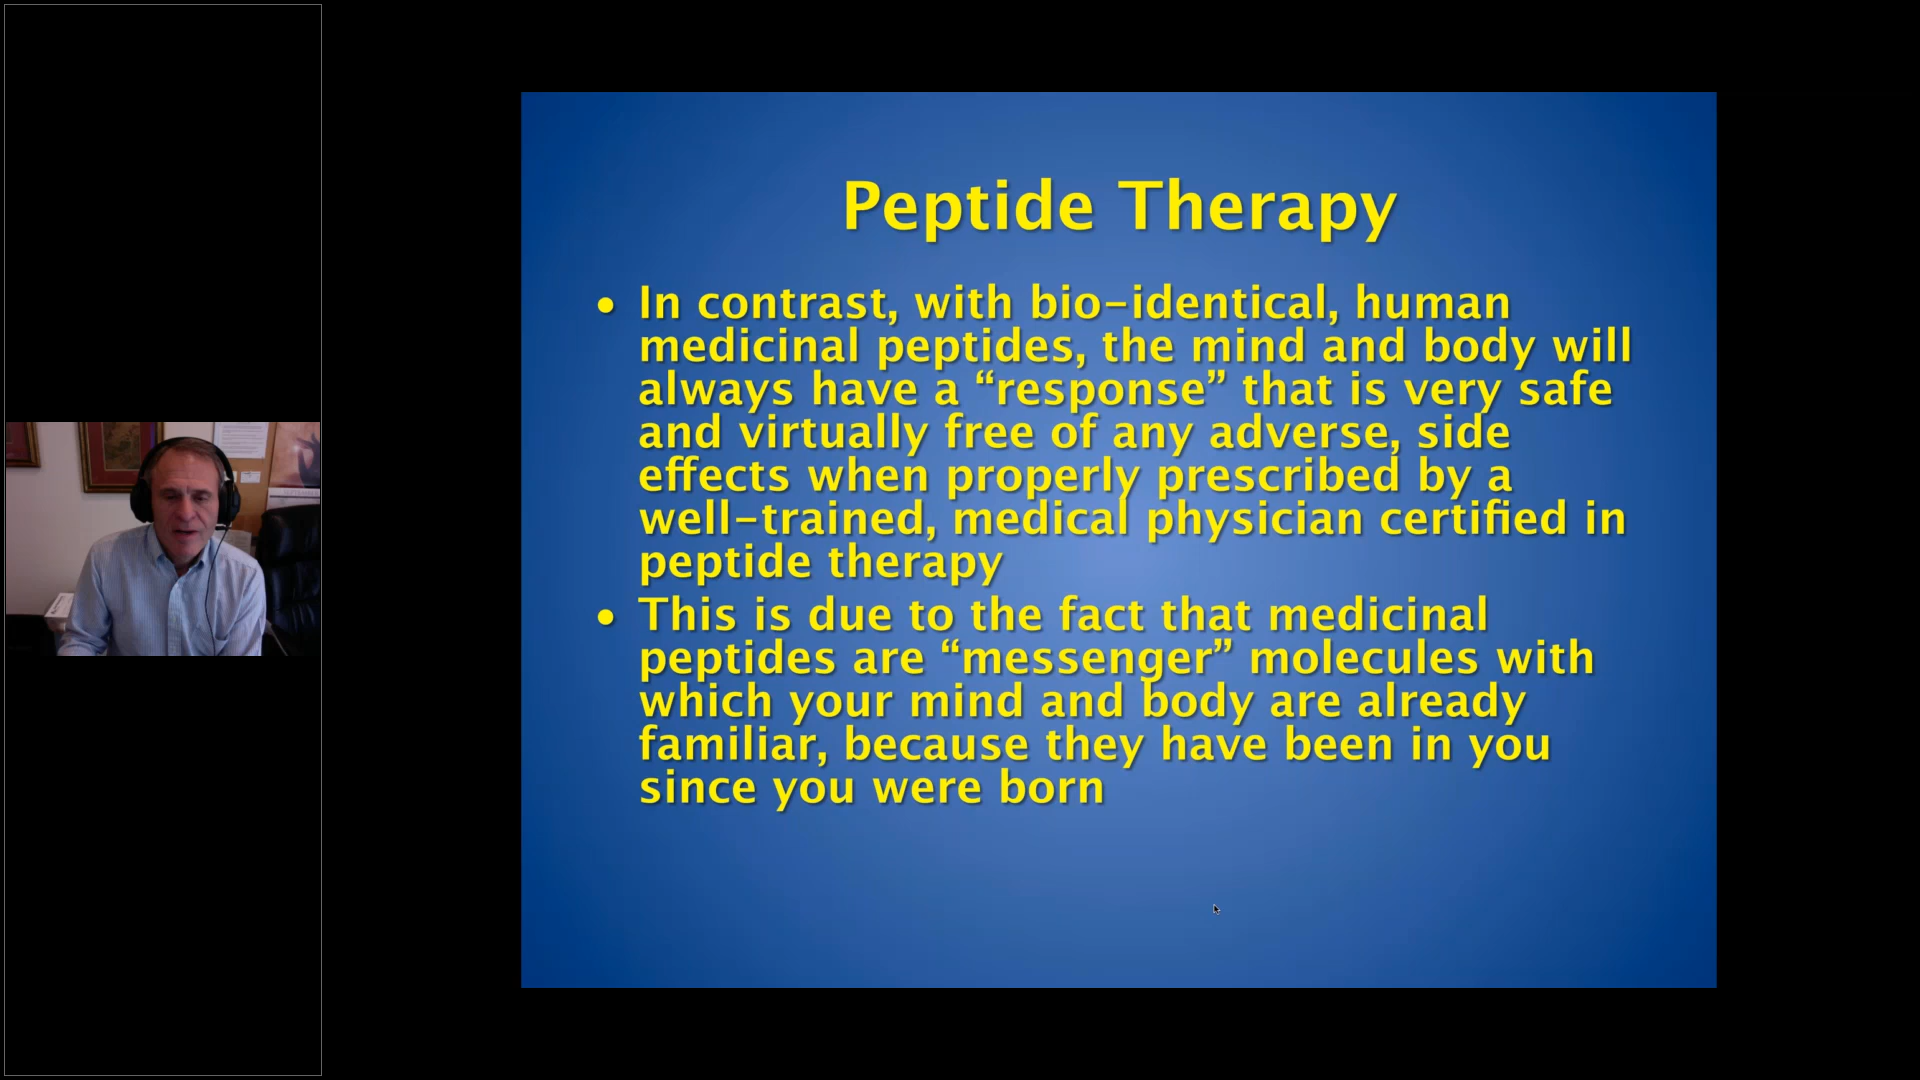 Peptide Therapy
• In contrast, with bio-identical, human
medicinal peptides, the mind and body will
always have a “response” that is very safe
and virtually free of any adverse, side
effects when properly prescribed by a
well-trained, medical physician certified in
peptide therapy
• This is due to the fact that medicinal
peptides are “messenger” molecules with
which your mind and body are already
familiar, because they have been in you
since you were born